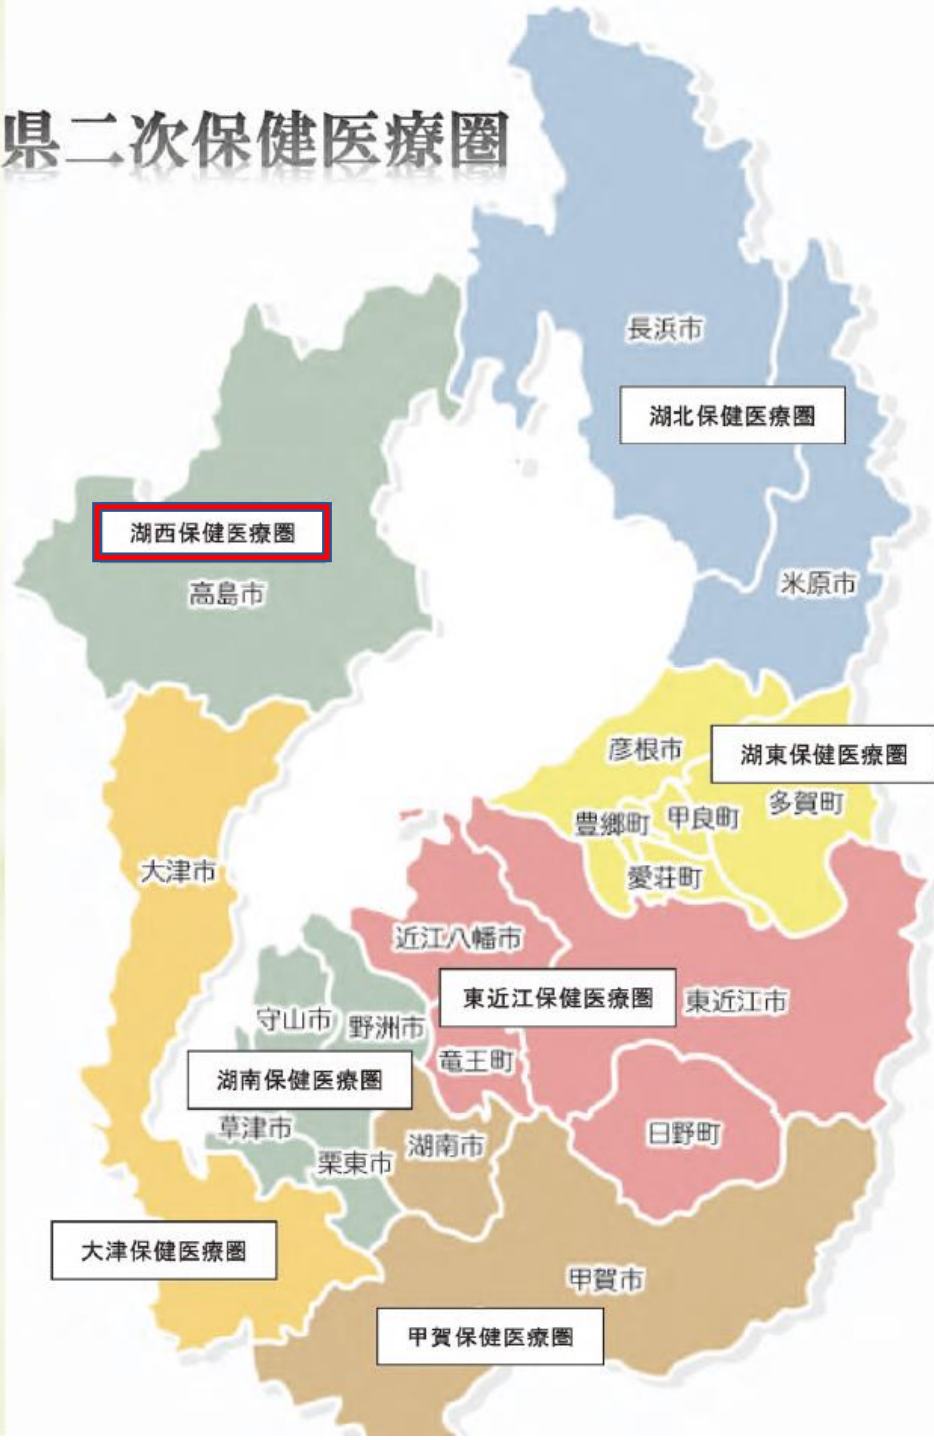 県二次保健医療圏
長浜市
湖北保健医療圏
湖西保健医療圏
高島市
米原市
彦根市
湖東保健医療圏
豊郷町
甲良町
多賀町
愛荘町
大津市
近江八幡市
東近江保健医療圏
東近江市
守山市
野洲市
竜王町
湖南保健医療圏
草津市
湖南市
日野町
栗東市
大津保健医療圏
甲賀市
甲賀保健医療圏